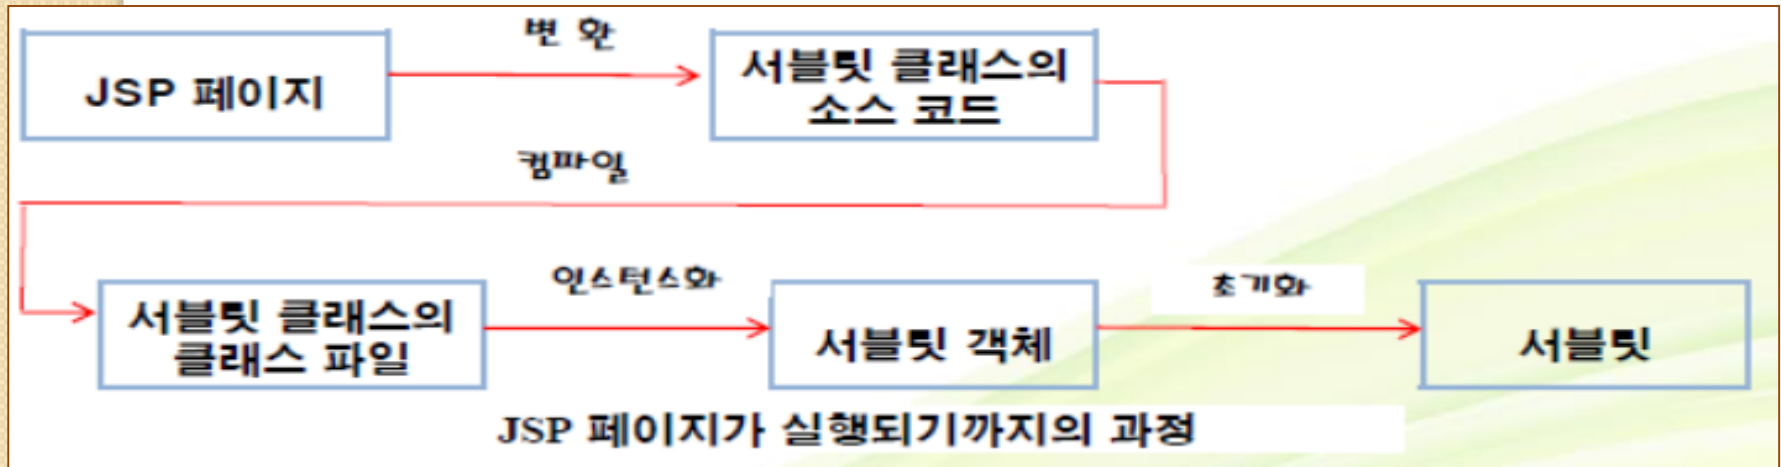 변 환
JSP 페이지
서블릿 클래스의
소스 코드
컴파일
서블릿 클래스의
클래스 파일
인스턴스화
서블릿 객체
초기화
서블릿
JSP 페이지가 실행되기까지의 과정